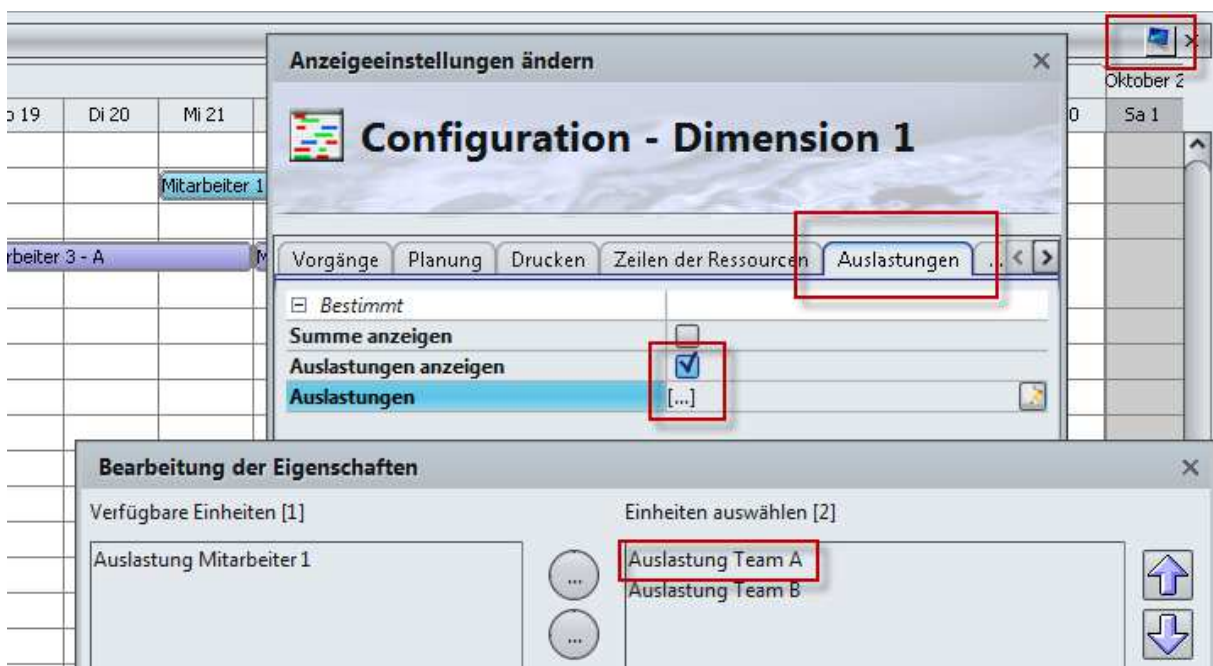 Anzeigeeinstellungen ändern
Oktober 2
19 Di 20 Mi 21 0 Sa 1
Configuration - Dimension 1
Mitarbeiter 1
rbeiter 3 - A M
Vorgänge Planung Drucken Zeilen der Ressourcen Auslastungen ...
Bestimmt
Summe anzeigen
Auslastungen anzeigen
Auslastungen [...]
Bearbeitung der Eigenschaften
Verfügbare Einheiten [1] Einheiten auswählen [2]
Auslastung Mitarbeiter 1 ... Auslastung Team A
Auslastung Team B
...